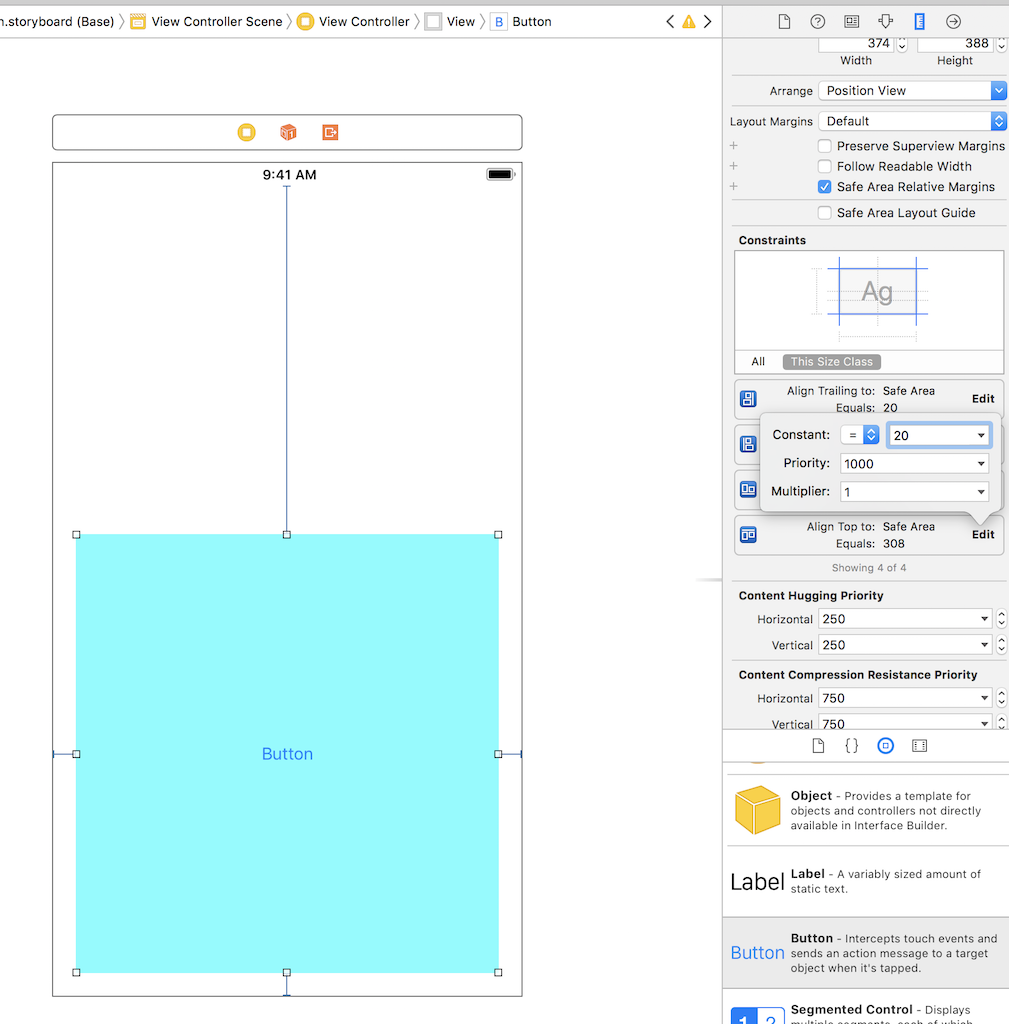 n.storyboard (Base) View Controller Scene View Controller View B Button
374 388
Width Height
Arrange Position View
Layout Margins Default
+ Preserve Superview Margins
+ Follow Readable Width
+ Safe Area Relative Margins
Safe Area Layout Guide
Constraints
Ag
All This Size Class
Align Trailing to: Safe Area
Equals: 20 Edit
Constant: = 20
Priority: 1000
Multiplier: 1
Align Top to: Safe Area
Equals: 308 Edit
Showing 4 of 4
Content Hugging Priority
Horizontal 250
Vertical 250
Content Compression Resistance Priority
Horizontal 750
Vertical 750
{}
Object - Provides a template for
objects and controllers not directly
available in Interface Builder.
Label
Label - A variably sized amount of
static text.
Button
Button - Intercepts touch events and
sends an action message to a target
object when it's tapped.
1 2
Segmented Control - Displays
multiple segments, each of which
9:41 AM
Button